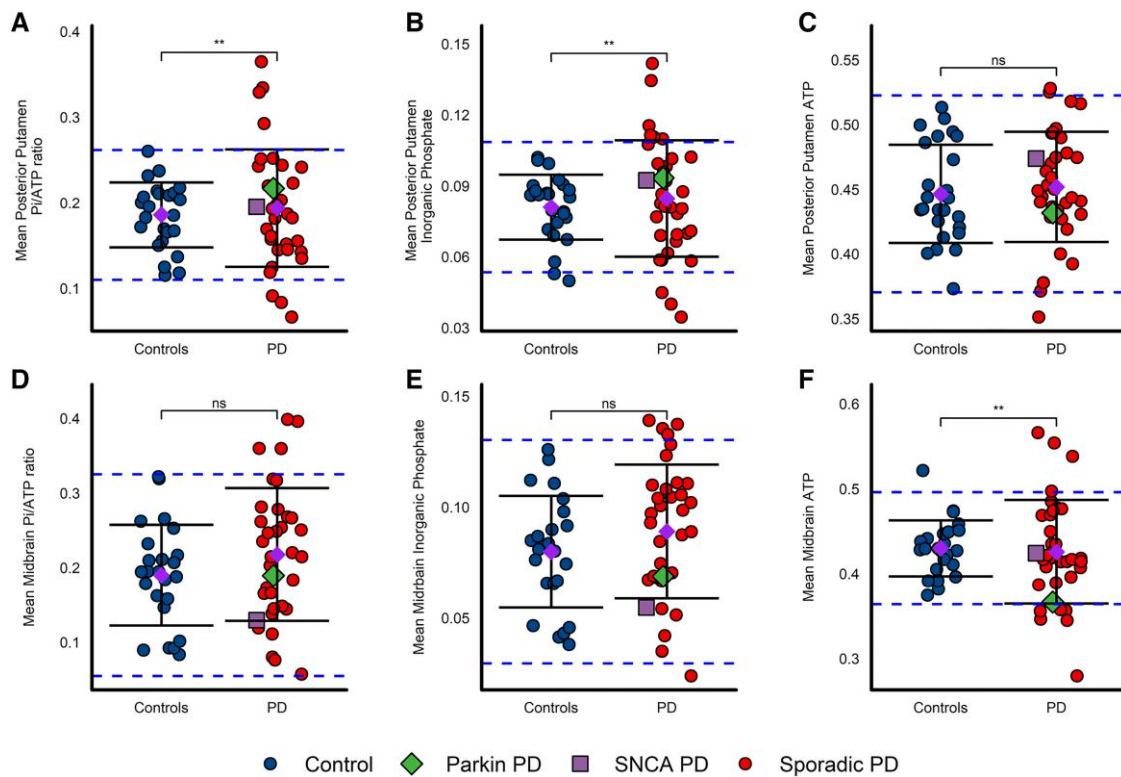 A
Mean Posterior Putamen
Pi/ATP ratio
0.4
0.3
0.2
0.1
**
Controls
PD
B
Mean Posterior Putamen
Inorganic Phosphate
0.15
0.12
0.09
0.06
0.03
**
Controls
PD
C
Mean Posterior Putamen ATP
0.55
0.50
0.45
0.40
0.35
ns
Controls
PD
D
Mean Midbrain Pi/ATP ratio
0.4
0.3
0.2
0.1
ns
Controls
PD
E
Mean Midrbain Inorganic Phosphate
0.15
0.10
0.05
ns
Controls
PD
F
Mean Midbrain ATP
0.6
0.5
0.4
0.3
**
Controls
PD
Control
Parkin PD
SNCA PD
Sporadic PD